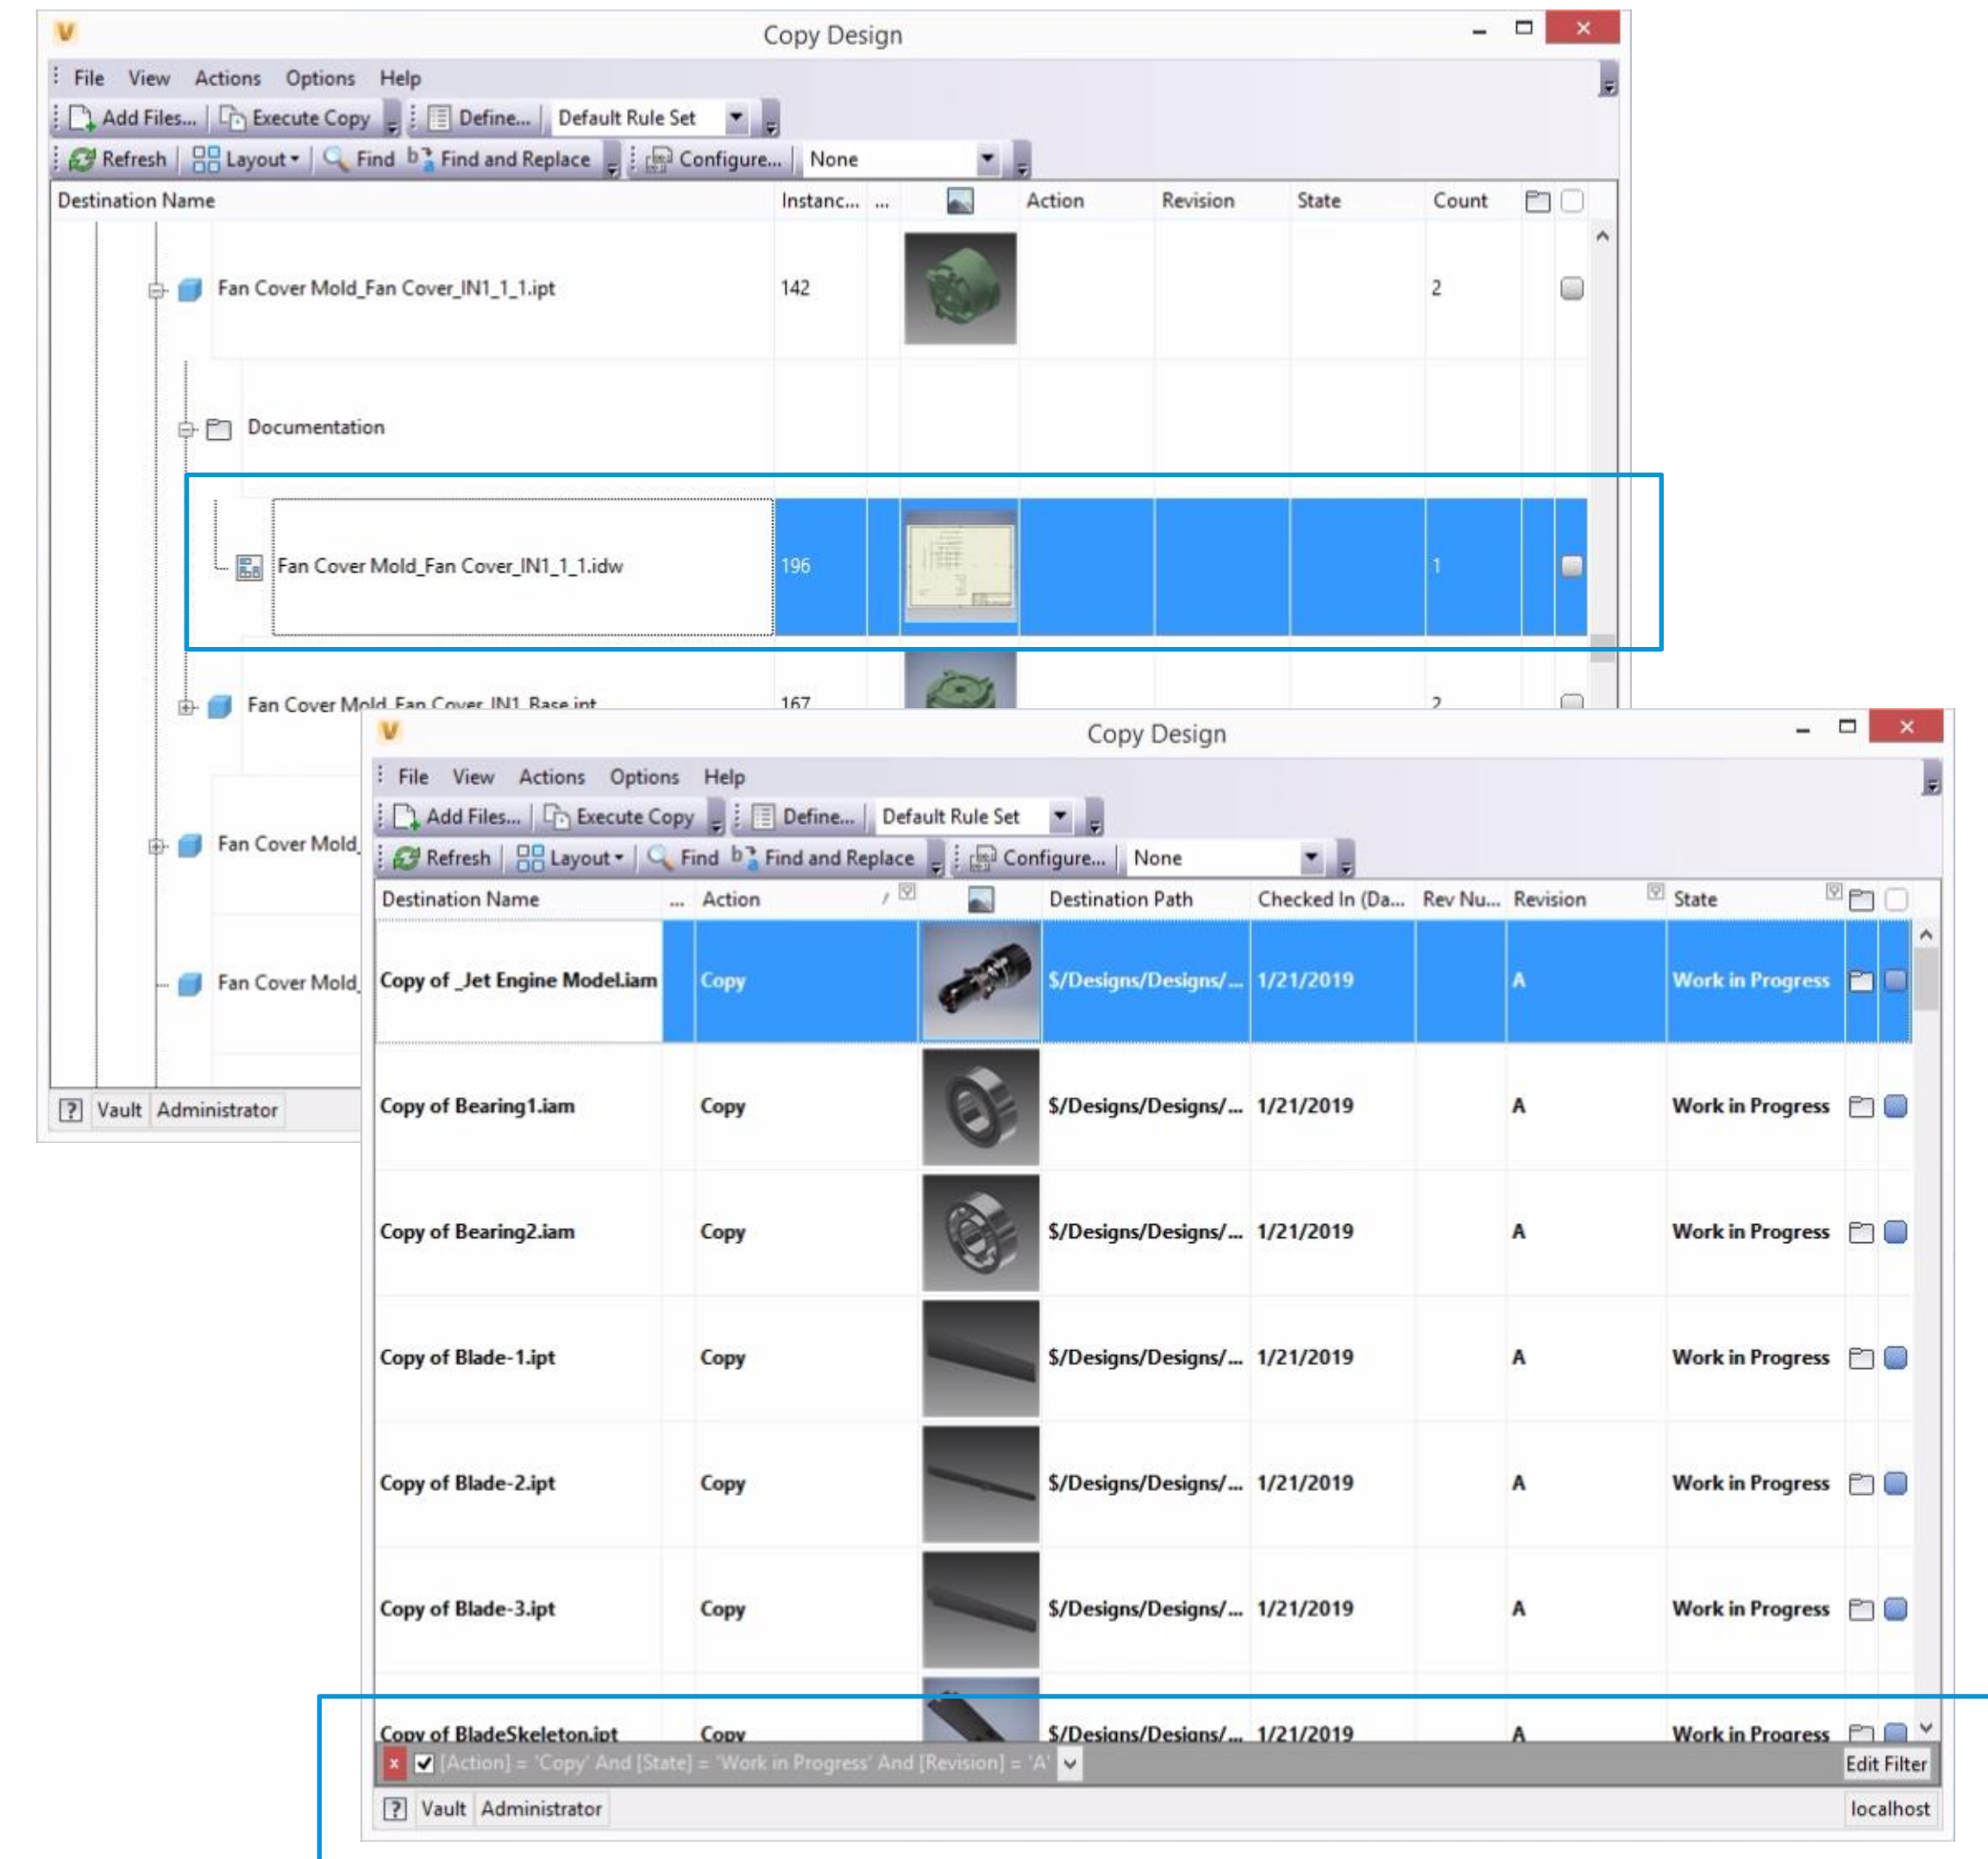 Copy Design
File View Actions Options Help
Add Files... Execute Copy Define... Default Rule Set
Refresh Layout Find Find and Replace Configure... None
Destination Name Instanc... ... Action Revision State Count
Fan Cover Mold_Fan Cover_IN1_1_1.ipt 142 2
Documentation
Fan Cover Mold_Fan Cover_IN1_1_1.idw 196 1
Fan Cover Mold_Fan Cover_IN1_Base.ipt 167 2
Fan Cover Mold_
Fan Cover Mold_
Vault Administrator
Copy Design
File View Actions Options Help
Add Files... Execute Copy Define... Default Rule Set
Refresh Layout Find Find and Replace Configure... None
Destination Name ... Action Destination Path Checked In (Da... Rev Nu... Revision State
Copy of _Jet Engine Model.iam Copy $/Designs/Designs/... 1/21/2019 A Work in Progress
Copy of Bearing1.iam Copy $/Designs/Designs/... 1/21/2019 A Work in Progress
Copy of Bearing2.iam Copy $/Designs/Designs/... 1/21/2019 A Work in Progress
Copy of Blade-1.ipt Copy $/Designs/Designs/... 1/21/2019 A Work in Progress
Copy of Blade-2.ipt Copy $/Designs/Designs/... 1/21/2019 A Work in Progress
Copy of Blade-3.ipt Copy $/Designs/Designs/... 1/21/2019 A Work in Progress
Copy of BladeSkeleton.ipt Copy $/Designs/Designs/... 1/21/2019 A Work in Progress
[Action] = 'Copy' And [State] = 'Work in Progress' And [Revision] = 'A' Edit Filter
Vault Administrator localhost